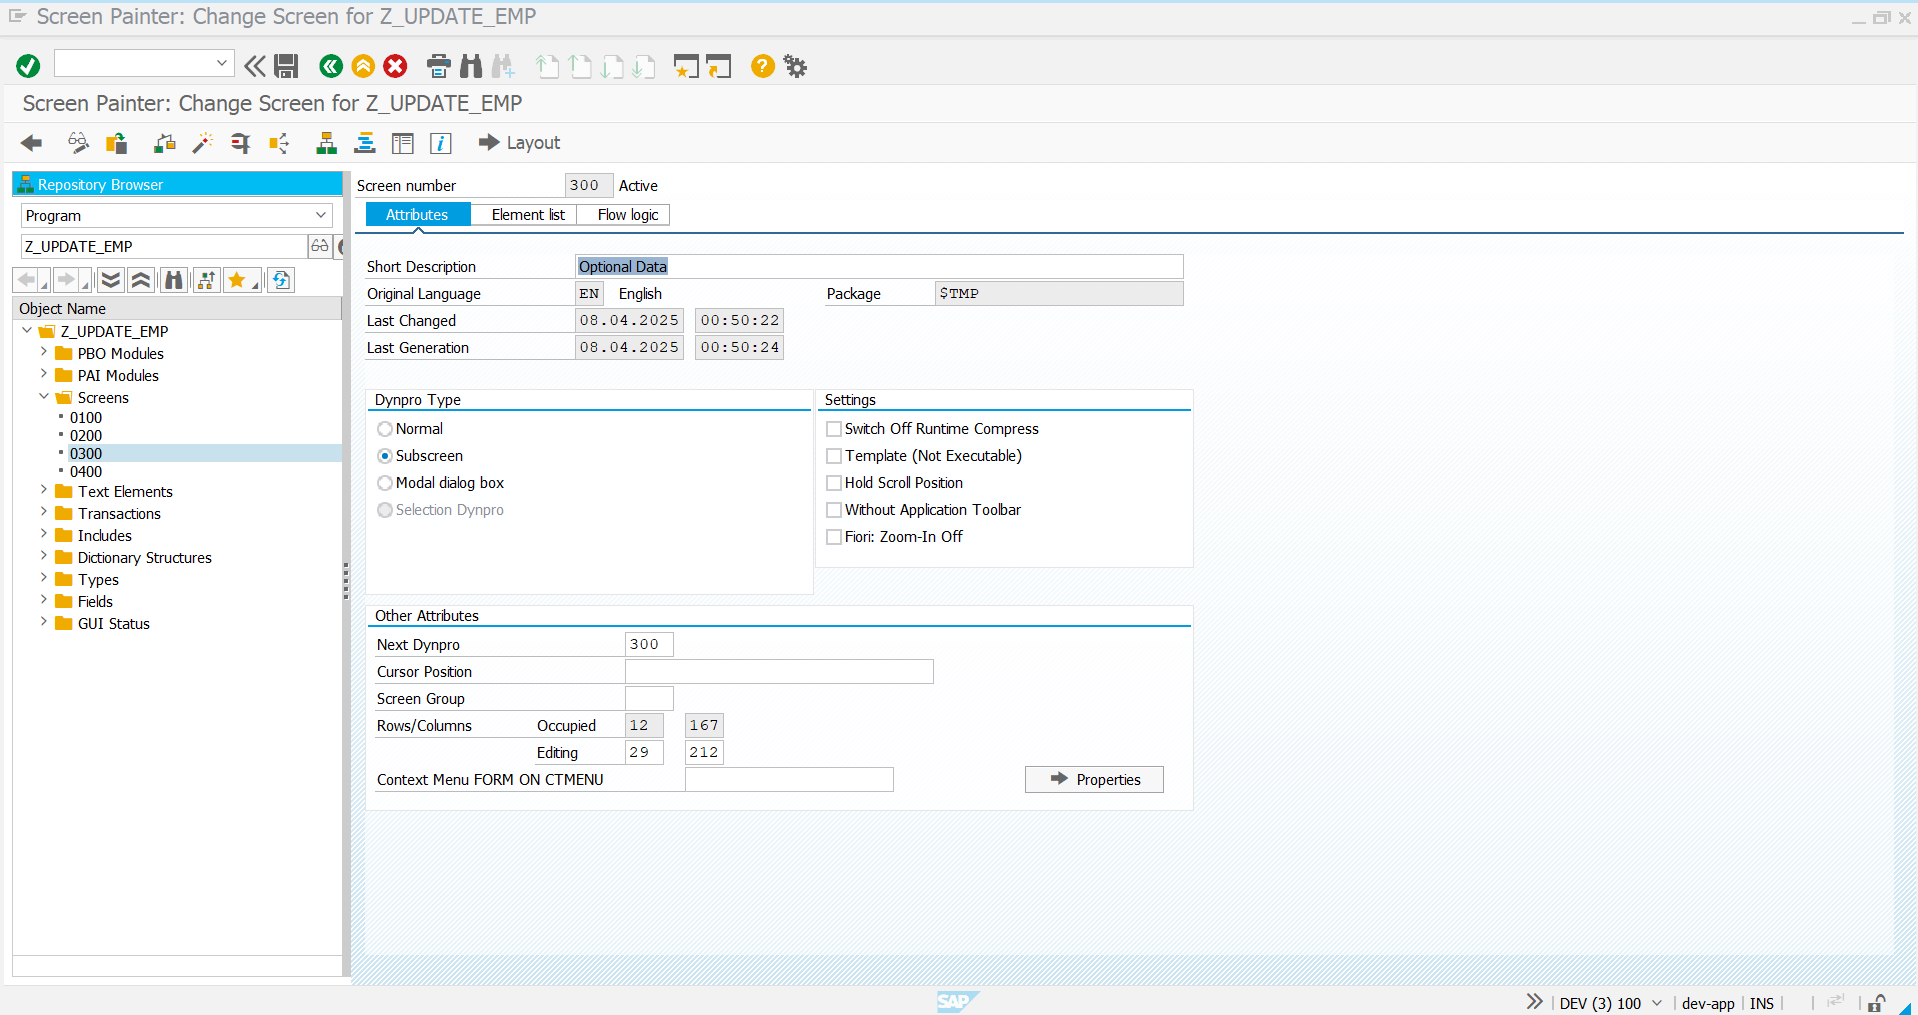 Screen Painter: Change Screen for Z_UPDATE_EMP
Screen Painter: Change Screen for Z_UPDATE_EMP
Layout
Repository Browser
Program
Z_UPDATE_EMP
Object Name
Z_UPDATE_EMP
PBO Modules
PAI Modules
Screens
0100
0200
0300
0400
Text Elements
Transactions
Includes
Dictionary Structures
Types
Fields
GUI Status
Screen number 300 Active
Attributes Element list Flow logic
Short Description Optional Data
Original Language EN English Package $TMP
Last Changed 08.04.2025 00:50:22
Last Generation 08.04.2025 00:50:24
Dynpro Type
Normal
Subscreen
Modal dialog box
Selection Dynpro
Settings
Switch Off Runtime Compress
Template (Not Executable)
Hold Scroll Position
Without Application Toolbar
Fiori: Zoom-In Off
Other Attributes
Next Dynpro 300
Cursor Position
Screen Group
Rows/Columns Occupied 12 167
Editing 29 212
Context Menu FORM ON CTMENU
Properties
SAP
DEV (3) 100 dev-app INS